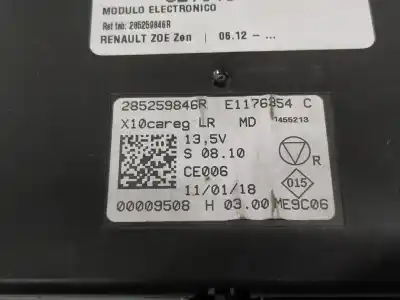 MODULO ELECTRONICO
Ref fab: 285259846R
RENAULT ZOE Zen | 06.12 - ...
285259846R E1176854 C
X10careg LR MD 1455213
13,5V
S 08.10
CE006
11/01/18
R
015
00009508 H 03.00 ME9C06